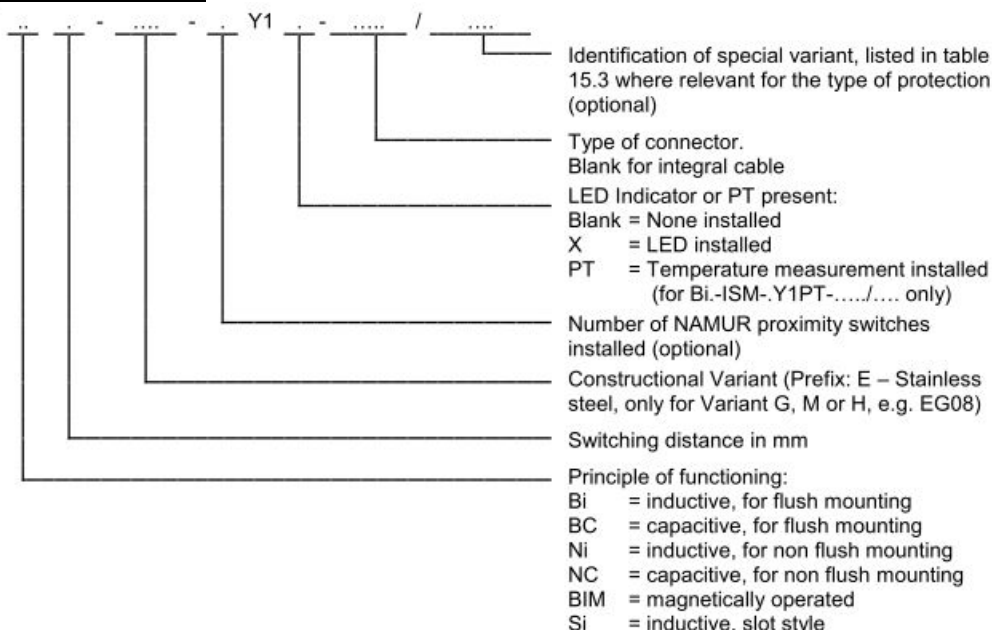 .. . - .... - . Y1 . - ..... / ....
Identification of special variant, listed in table
15.3 where relevant for the type of protection
(optional)
Type of connector.
Blank for integral cable
LED Indicator or PT present:
Blank = None installed
X = LED installed
PT = Temperature measurement installed
(for Bi.-ISM-.Y1PT-...../.... only)
Number of NAMUR proximity switches
installed (optional)
Constructional Variant (Prefix: E – Stainless
steel, only for Variant G, M or H, e.g. EG08)
Switching distance in mm
Principle of functioning:
Bi = inductive, for flush mounting
BC = capacitive, for flush mounting
Ni = inductive, for non flush mounting
NC = capacitive, for non flush mounting
BIM = magnetically operated
Si = inductive, slot style